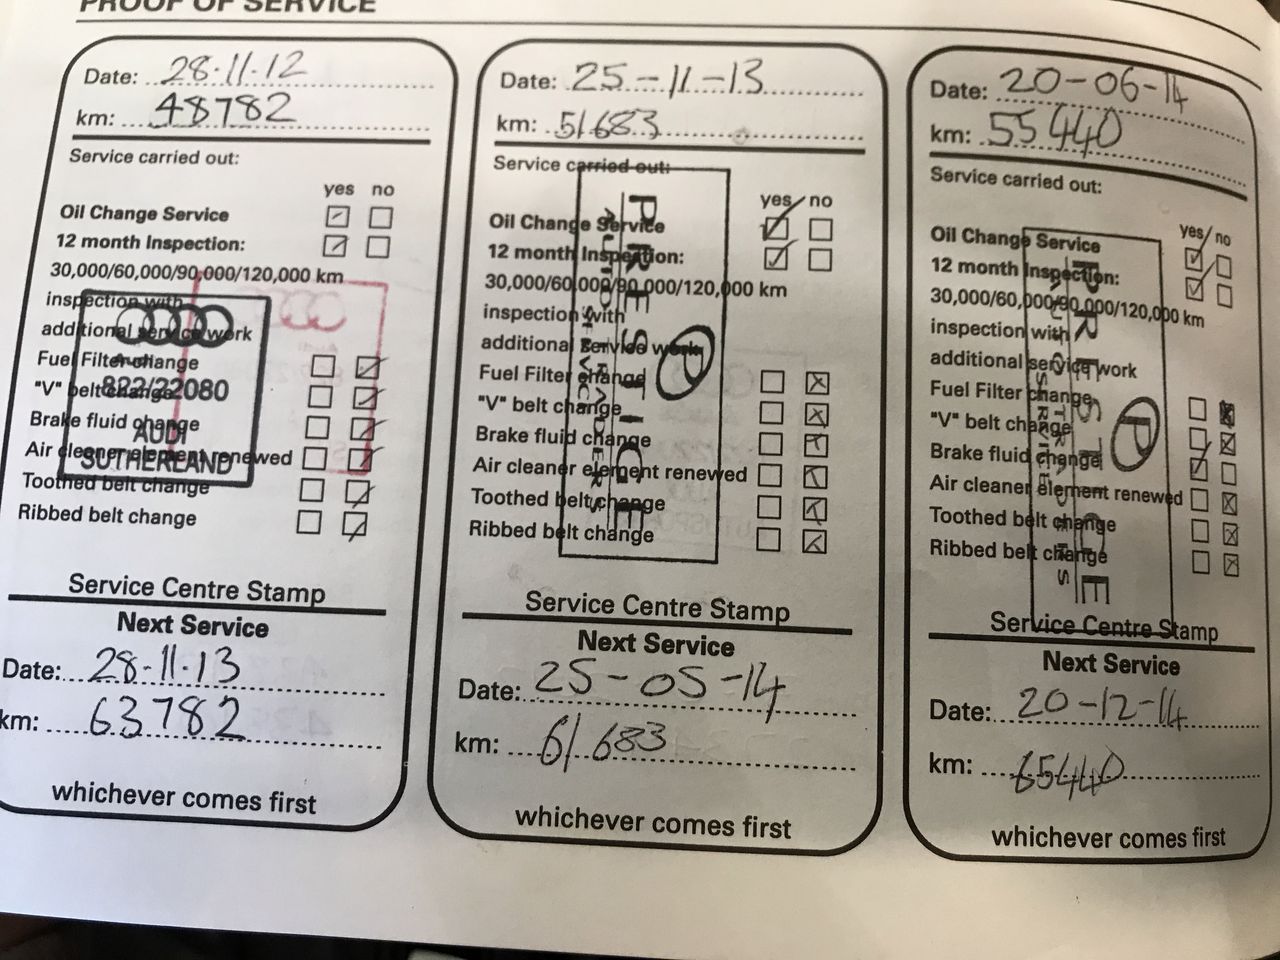 PROOF OF SERVICE
Date: 28-11-12
km: 48782
Service carried out:
yes no
Oil Change Service
12 month Inspection:
30,000/60,000/90,000/120,000 km
inspection with
additional service work
Fuel Filter change
"V" belt change
Brake fluid change
Air cleaner element renewed
Toothed belt change
Ribbed belt change
822/22080
AUDI
SUTHERLAND
Service Centre Stamp
Next Service
Date: 28-11-13
km: 63782
whichever comes first
Date: 25-11-13
km: 51683
Service carried out:
yes no
Oil Change Service
12 month Inspection:
30,000/60,000/90,000/120,000 km
inspection with
additional service work
Fuel Filter change
"V" belt change
Brake fluid change
Air cleaner element renewed
Toothed belt change
Ribbed belt change
PRESTIGE
Service Centre Stamp
Next Service
Date: 25-05-14
km: 61683
whichever comes first
Date: 20-06-14
km: 55440
Service carried out:
yes no
Oil Change Service
12 month Inspection:
30,000/60,000/90,000/120,000 km
inspection with
additional service work
Fuel Filter change
"V" belt change
Brake fluid change
Air cleaner element renewed
Toothed belt change
Ribbed belt change
PRESTIGE
Service Centre Stamp
Next Service
Date: 20-12-14
km: 65440
whichever comes first